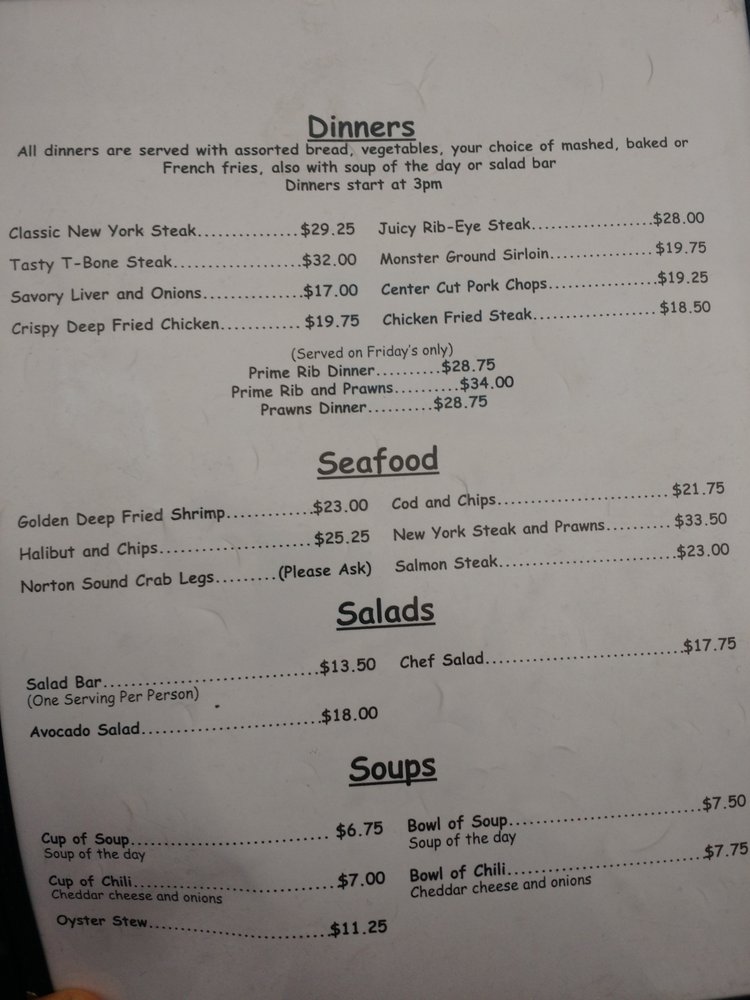 Dinners
All dinners are served with assorted bread, vegetables, your choice of mashed, baked or
French fries, also with soup of the day or salad bar
Dinners start at 3pm
Classic New York Steak...............$29.25
Juicy Rib-Eye Steak..................$28.00
Tasty T-Bone Steak...................$32.00
Monster Ground Sirloin...............$19.75
Savory Liver and Onions...............$17.00
Center Cut Pork Chops................$19.25
Crispy Deep Fried Chicken............$19.75
Chicken Fried Steak..................$18.50
(Served on Friday's only)
Prime Rib Dinner..........$28.75
Prime Rib and Prawns..........$34.00
Prawns Dinner..........$28.75
Seafood
Golden Deep Fried Shrimp.............$23.00
Cod and Chips..........................$21.75
Halibut and Chips.......................$25.25
New York Steak and Prawns..........$33.50
Norton Sound Crab Legs.........(Please Ask)
Salmon Steak...........................$23.00
Salads
Salad Bar................................$13.50
(One Serving Per Person)
Chef Salad..............................$17.75
Avocado Salad...........................$18.00
Soups
Cup of Soup.............................$6.75
Soup of the day
Bowl of Soup...........................$7.50
Soup of the day
Cup of Chili.............................$7.00
Cheddar cheese and onions
Bowl of Chili...........................$7.75
Cheddar cheese and onions
Oyster Stew.............................$11.25